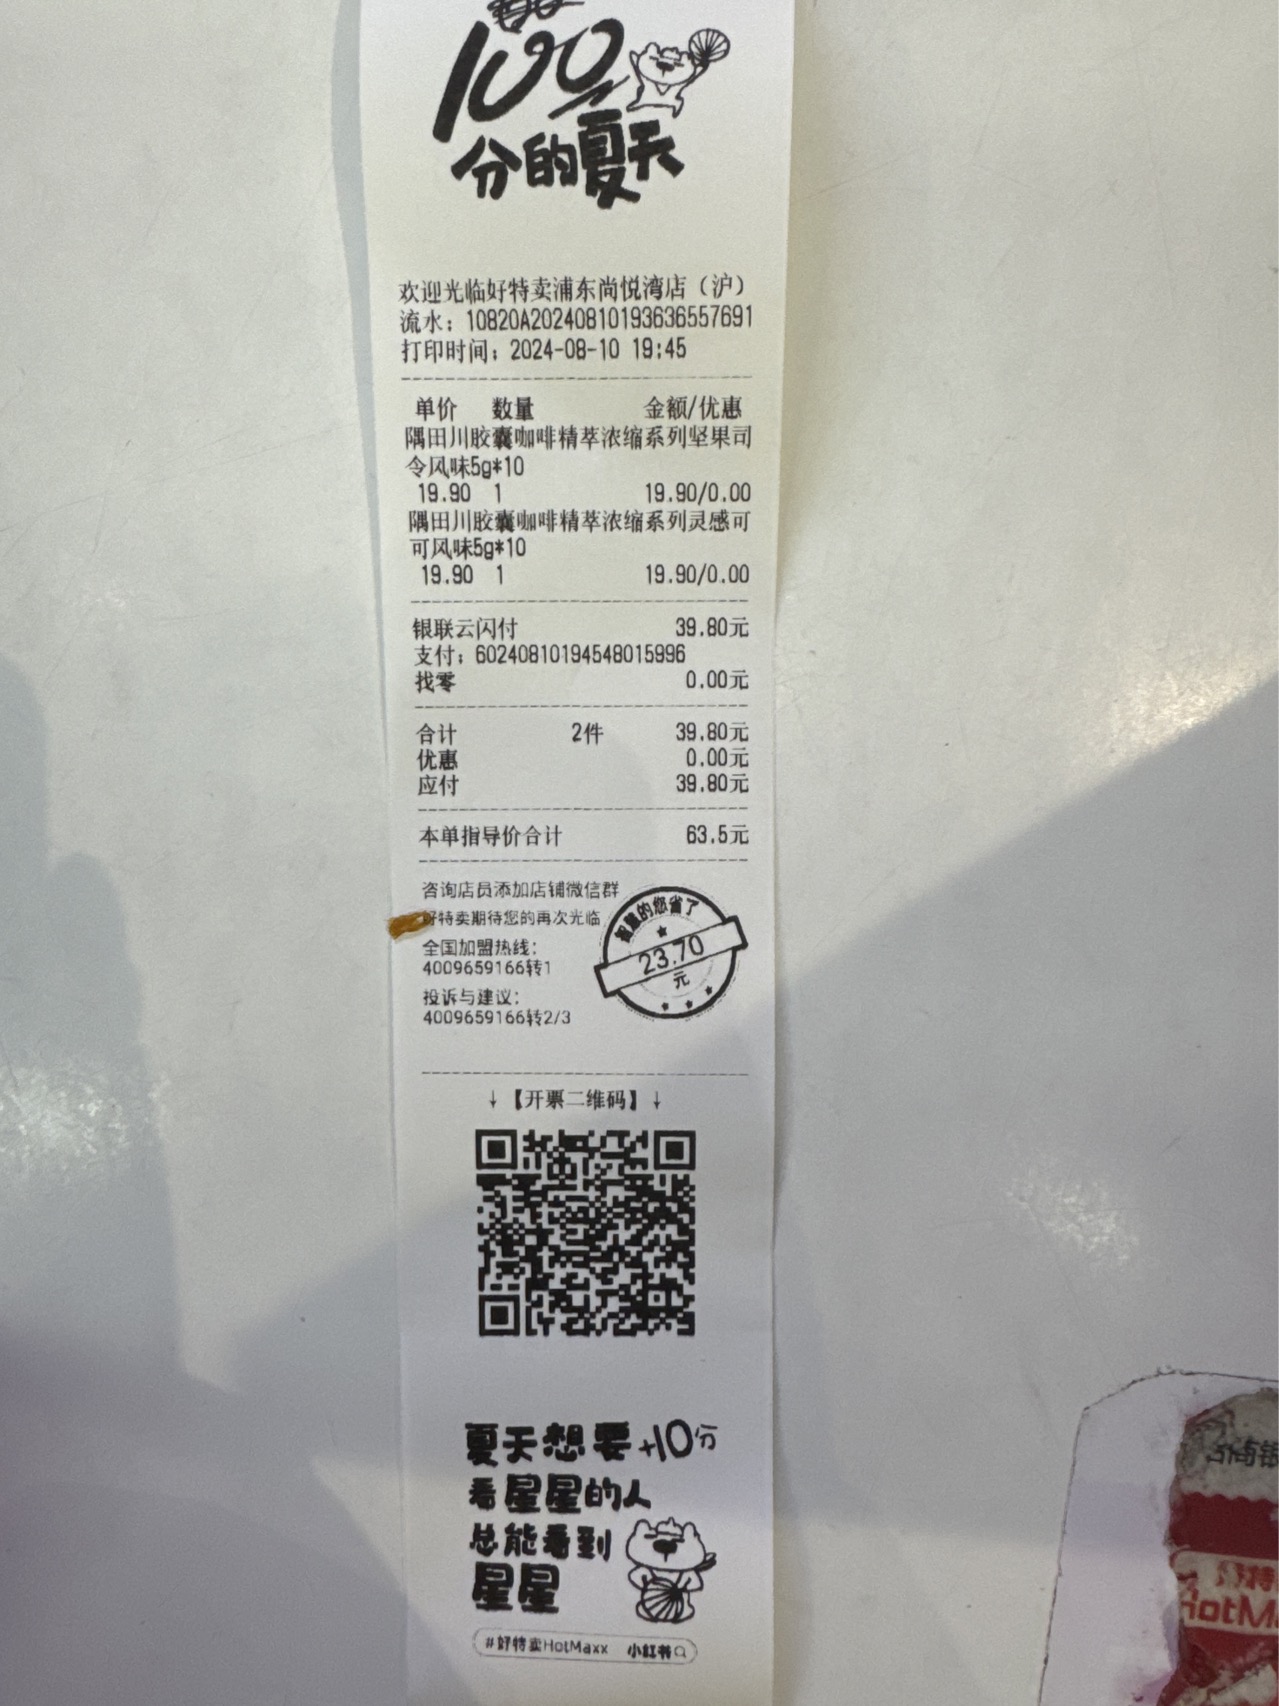 100
分的夏天
欢迎光临好特卖浦东尚悦湾店（沪）
流水：10820A20240810193636557691
打印时间：2024-08-10 19:45
单价 数量 金额/优惠
隅田川胶囊咖啡精萃浓缩系列坚果司
令风味5g*10
19.90 1 19.90/0.00
隅田川胶囊咖啡精萃浓缩系列灵感可
可风味5g*10
19.90 1 19.90/0.00
银联云闪付 39.80元
支付：60240810194548015996
找零 0.00元
合计 2件 39.80元
优惠 0.00元
应付 39.80元
本单指导价合计 63.5元
咨询店员添加店铺微信群
好特卖期待您的再次光临
全国加盟热线：
4009659166转1
投诉与建议：
4009659166转2/3
智慧的您省了
23.70
元
↓【开票二维码】↓
夏天想要+10分
看星星的人
总能看到
星星
#好特卖HotMaxx 小红书